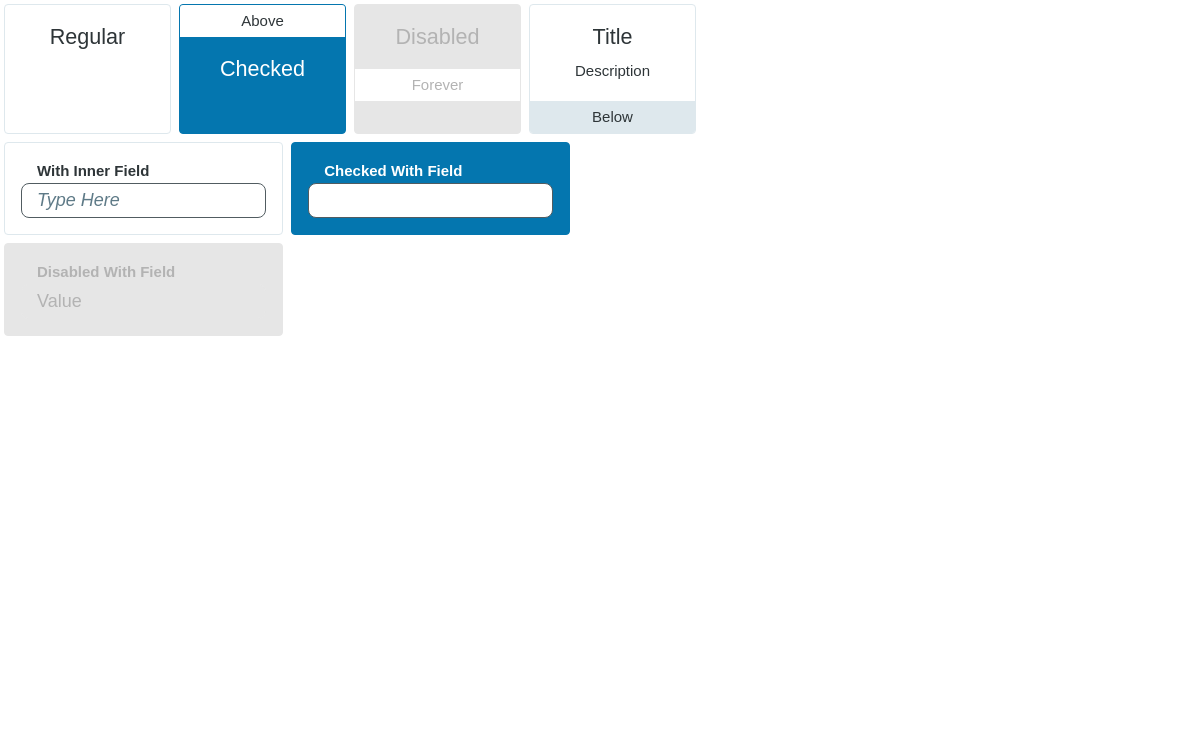 Regular
Above
Checked
Disabled
Forever
Title
Description
Below
With Inner Field
Type Here
Checked With Field
Disabled With Field
Value